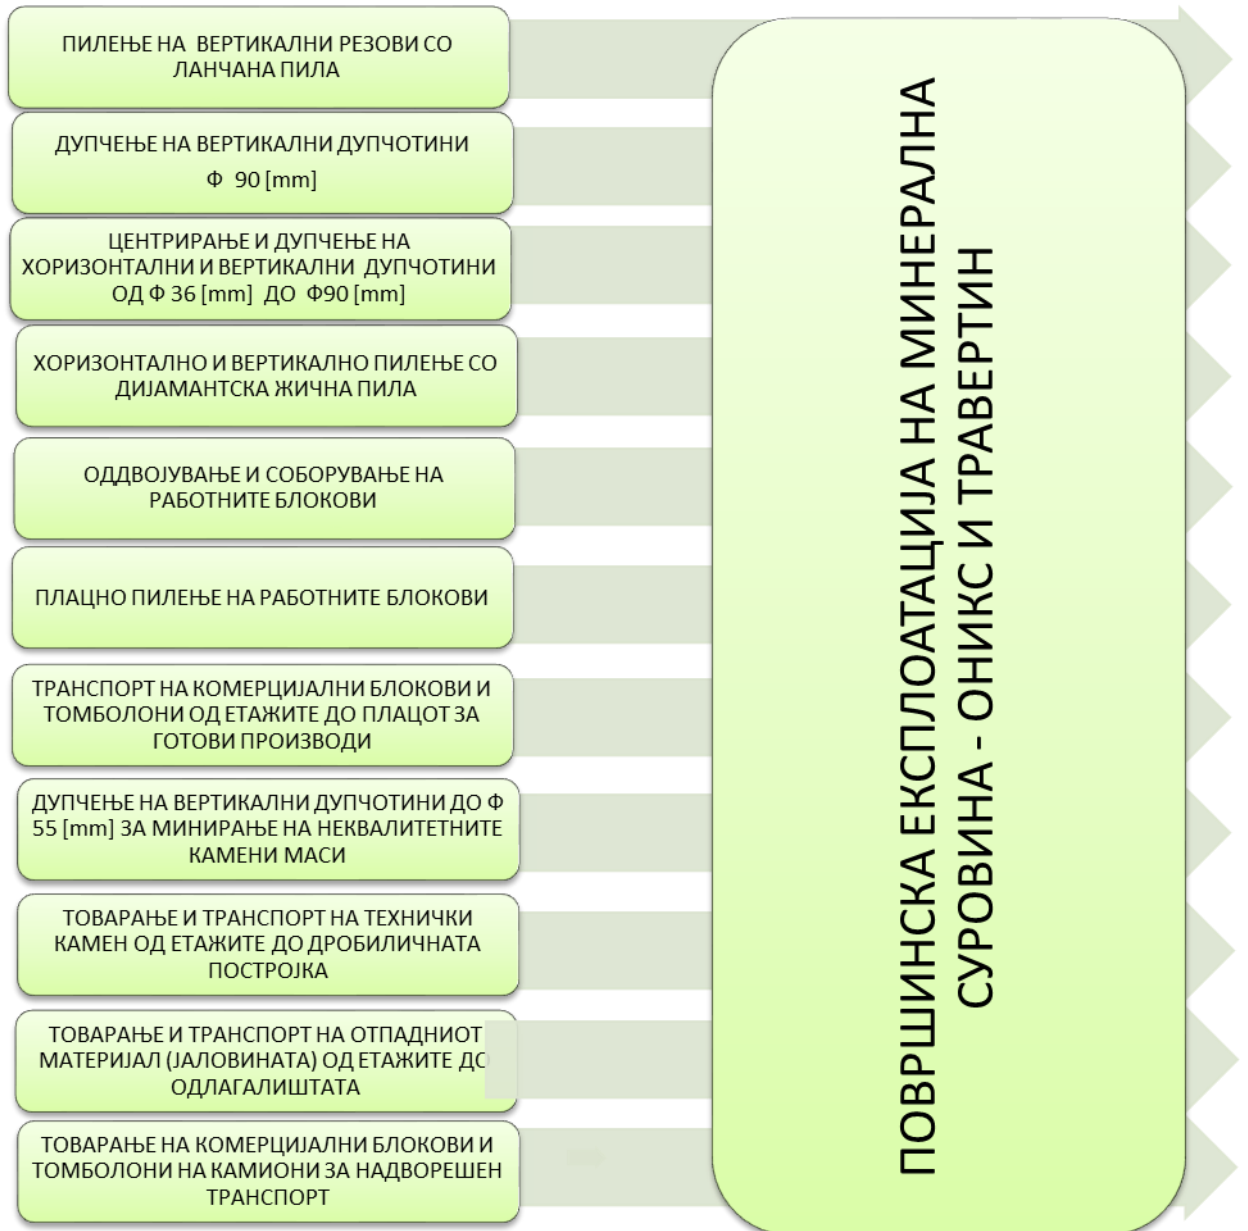 ПИЛЕЊЕ НА ВЕРТИКАЛНИ РЕЗОВИ СО
ЛАНЧАНА ПИЛА
ДУПЧЕЊЕ НА ВЕРТИКАЛНИ ДУПЧОТИНИ
Ф 90 [mm]
ЦЕНТРИРАЊЕ И ДУПЧЕЊЕ НА
ХОРИЗОНТАЛНИ И ВЕРТИКАЛНИ ДУПЧОТИНИ
ОД Ф 36 [mm] ДО Ф90 [mm]
ХОРИЗОНТАЛНО И ВЕРТИКАЛНО ПИЛЕЊЕ СО
ДИЈАМАНТСКА ЖИЧНА ПИЛА
ОДДВОЈУВАЊЕ И СОБОРУВАЊЕ НА
РАБОТНИТЕ БЛОКОВИ
ПЛАЦНО ПИЛЕЊЕ НА РАБОТНИТЕ БЛОКОВИ
ТРАНСПОРТ НА КОМЕРЦИЈАЛНИ БЛОКОВИ И
ТОМБОЛОНИ ОД ЕТАЖИТЕ ДО ПЛАЦОТ ЗА
ГОТОВИ ПРОИЗВОДИ
ДУПЧЕЊЕ НА ВЕРТИКАЛНИ ДУПЧОТИНИ ДО Ф
55 [mm] ЗА МИНИРАЊЕ НА НЕКВАЛИТЕТНИТЕ
КАМЕНИ МАСИ
ТОВАРАЊЕ И ТРАНСПОРТ НА ТЕХНИЧКИ
КАМЕН ОД ЕТАЖИТЕ ДО ДРОБИЛИЧНАТА
ПОСТРОЈКА
ТОВАРАЊЕ И ТРАНСПОРТ НА ОТПАДНИОТ
МАТЕРИЈАЛ (ЈАЛОВИНАТА) ОД ЕТАЖИТЕ ДО
ОДЛАГАЛИШТАТА
ТОВАРАЊЕ НА КОМЕРЦИЈАЛНИ БЛОКОВИ И
ТОМБОЛОНИ НА КАМИОНИ ЗА НАДВОРЕШЕН
ТРАНСПОРТ
ПОВРШИНСКА ЕКСПЛОАТАЦИЈА НА МИНЕРАЛНА
СУРОВИНА - ОНИКС И ТРАВЕРТИН